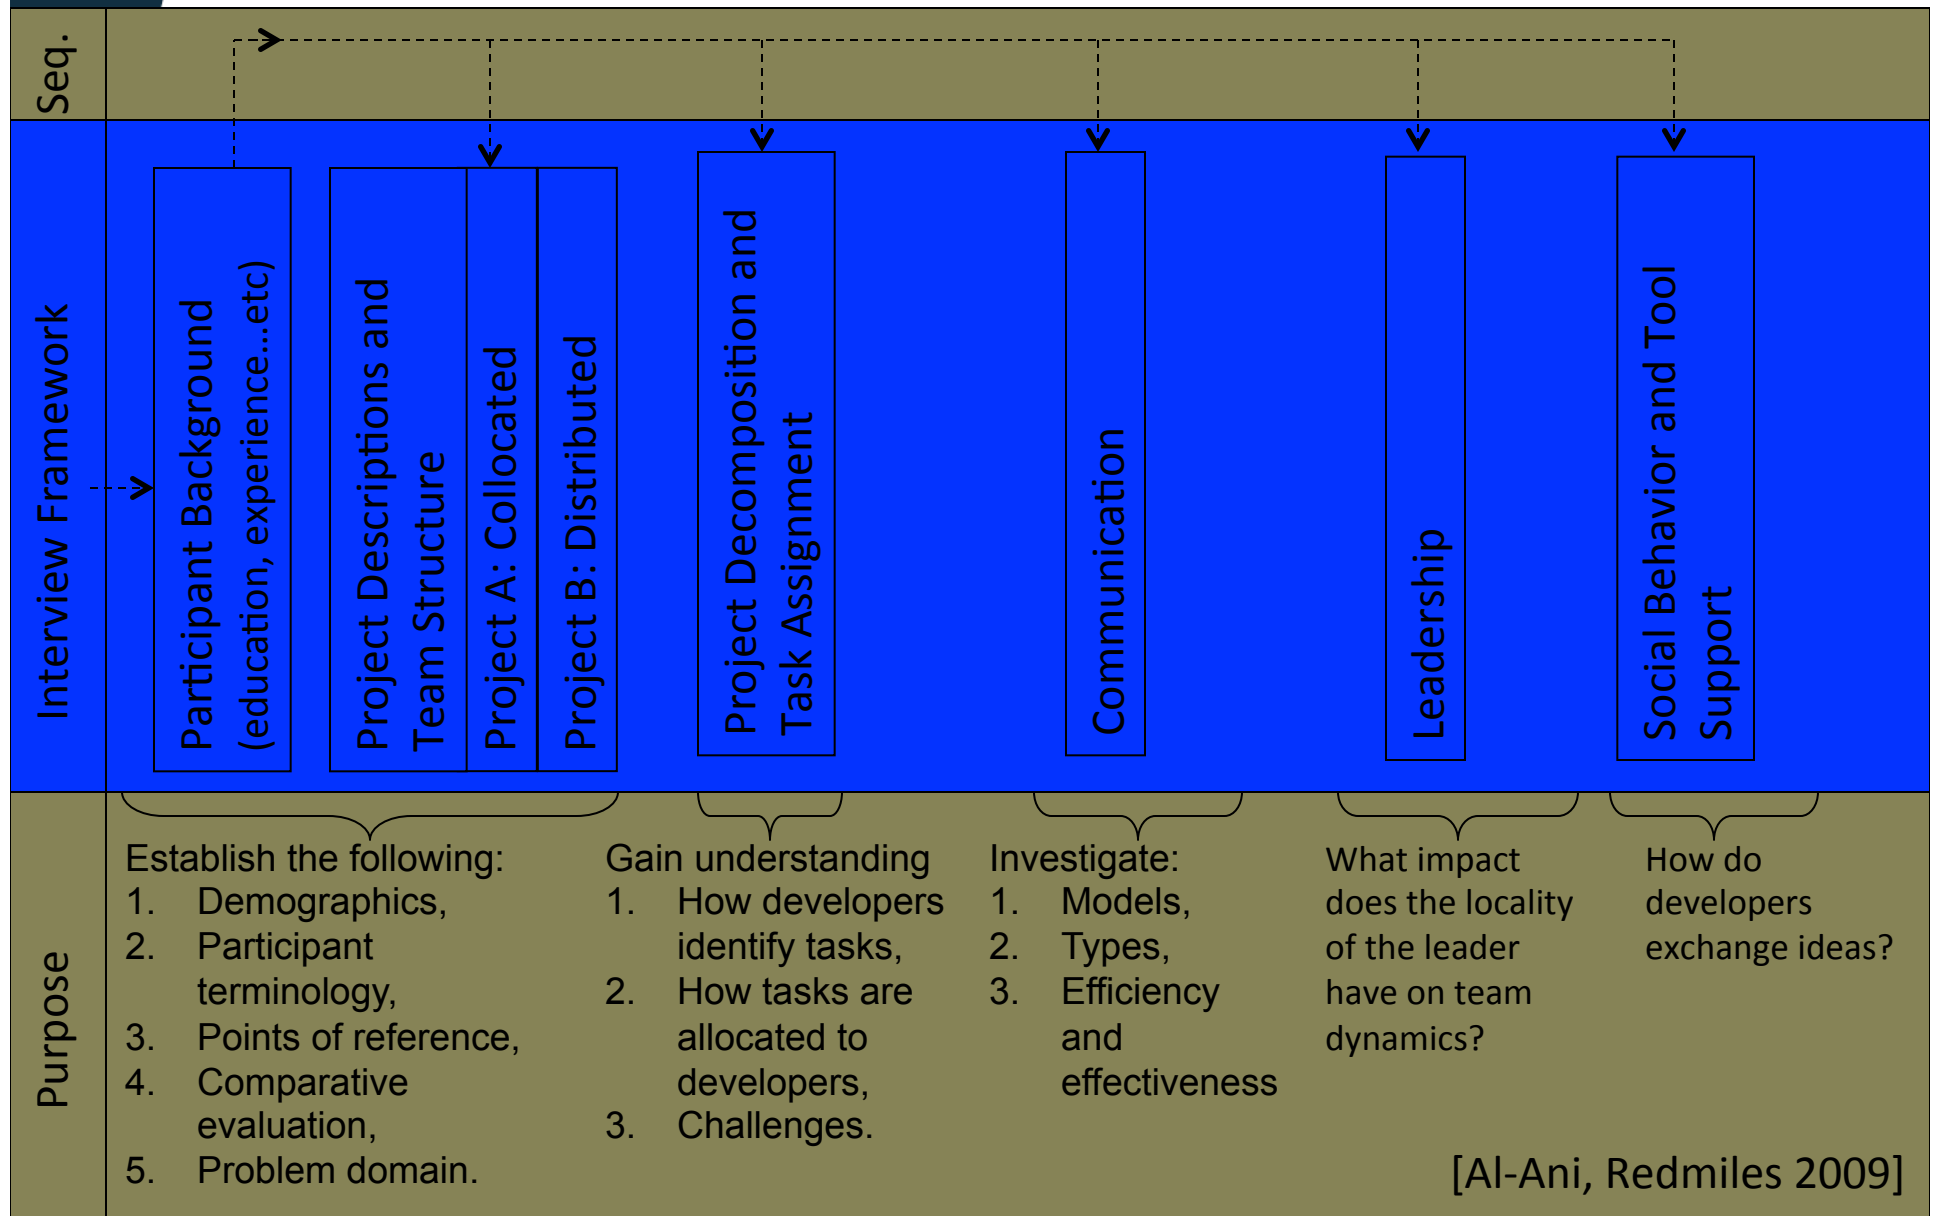 Seq.
Interview Framework
Participant Background
(education, experience...etc)
Project Descriptions and
Team Structure
Project A: Collocated
Project B: Distributed
Project Decomposition and
Task Assignment
Communication
Leadership
Social Behavior and Tool
Support
Purpose
Establish the following:
1. Demographics,
2. Participant
terminology,
3. Points of reference,
4. Comparative
evaluation,
5. Problem domain.
Gain understanding
1. How developers
identify tasks,
2. How tasks are
allocated to
developers,
3. Challenges.
Investigate:
1. Models,
2. Types,
3. Efficiency
and
effectiveness
What impact
does the locality
of the leader
have on team
dynamics?
How do
developers
exchange ideas?
[Al-Ani, Redmiles 2009]